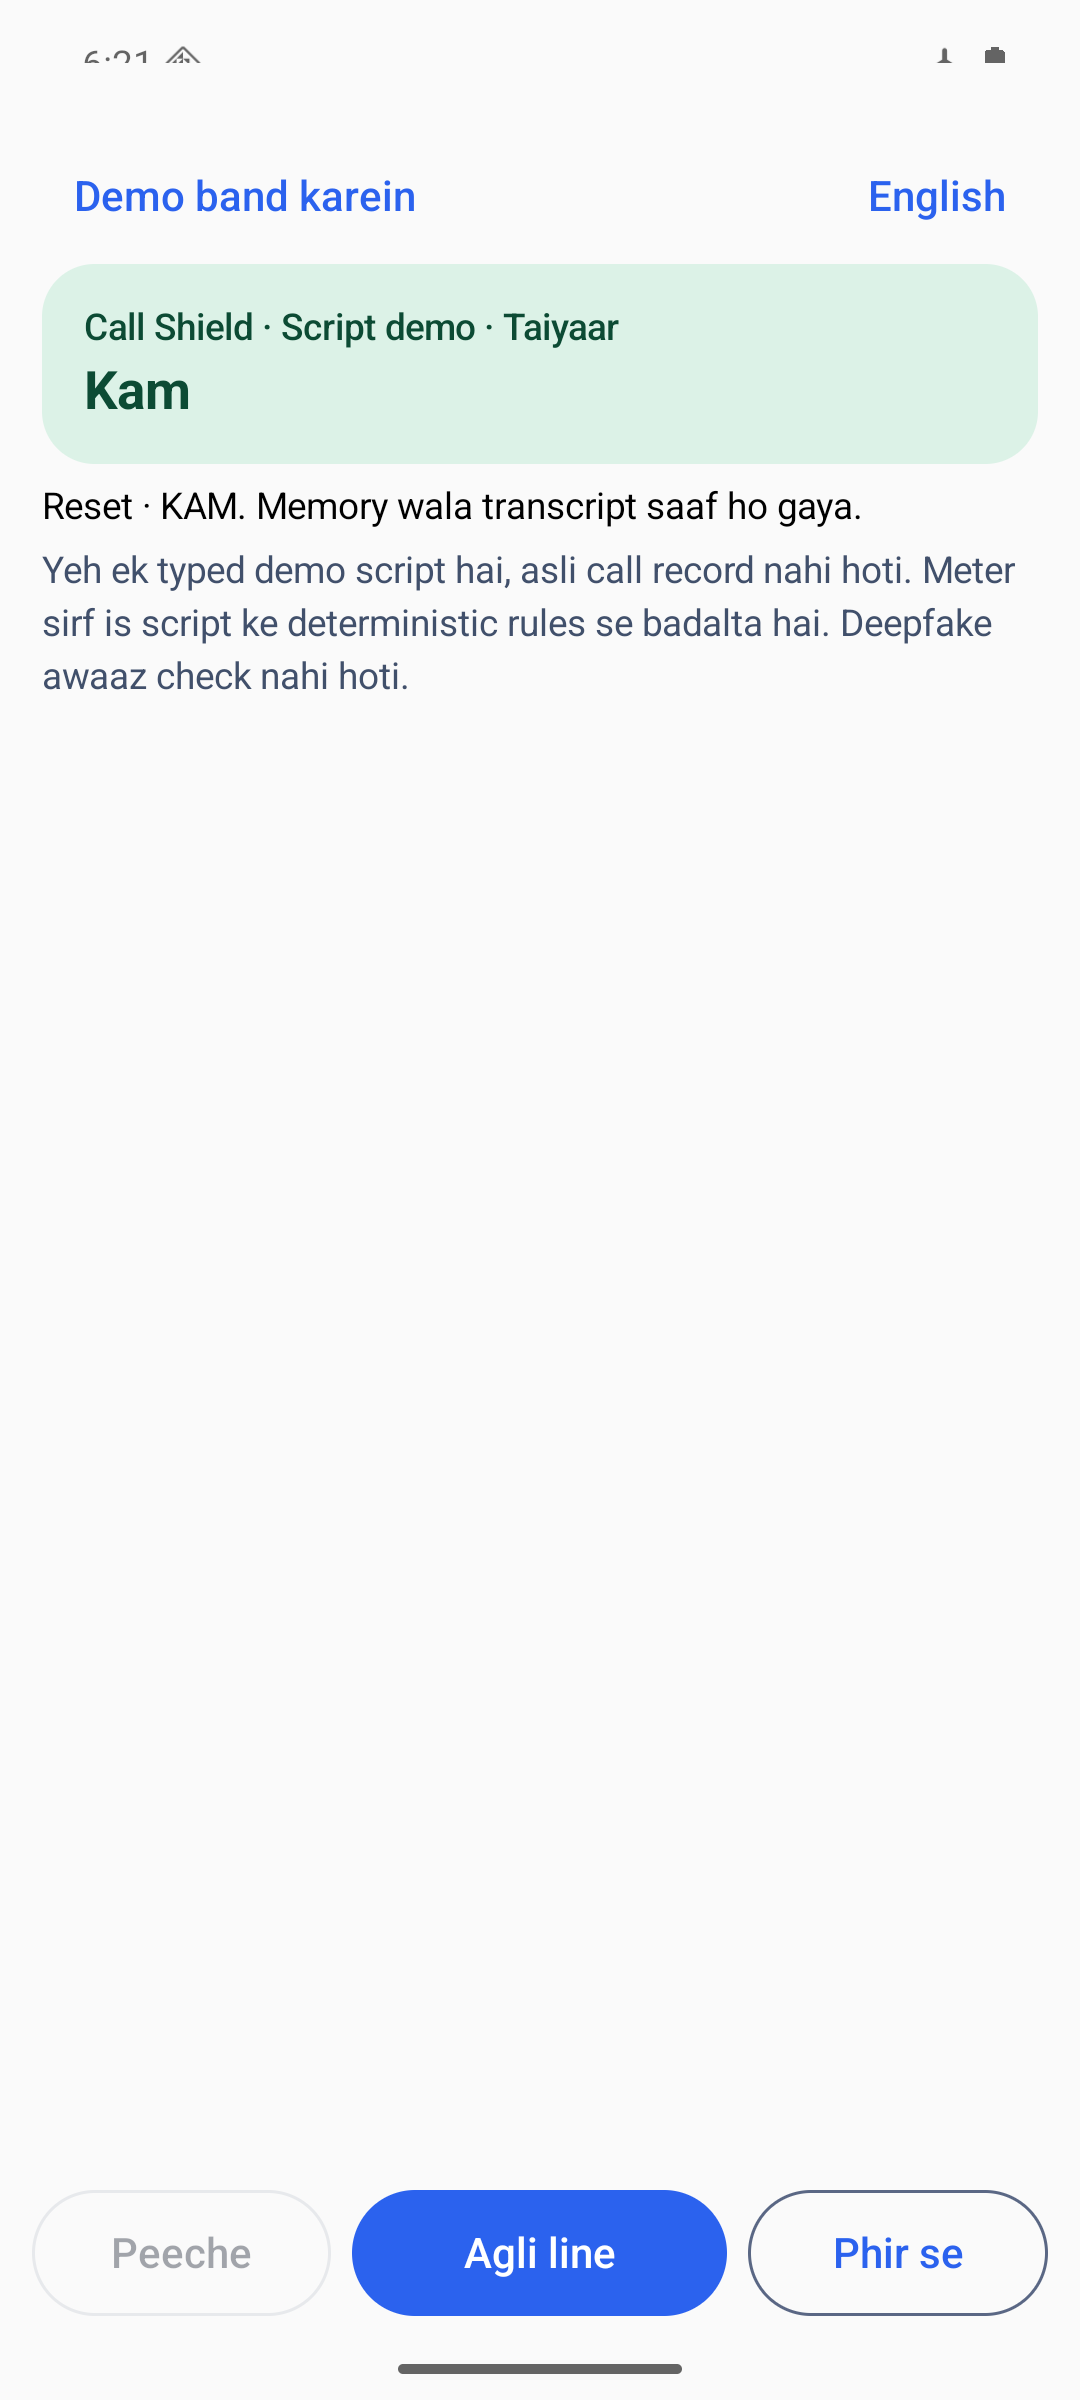 Demo band karein
English
Call Shield · Script demo · Taiyaar
Kam
Reset · KAM. Memory wala transcript saaf ho gaya.
Yeh ek typed demo script hai, asli call record nahi hoti. Meter
sirf is script ke deterministic rules se badalta hai. Deepfake
awaaz check nahi hoti.
Peeche
Agli line
Phir se